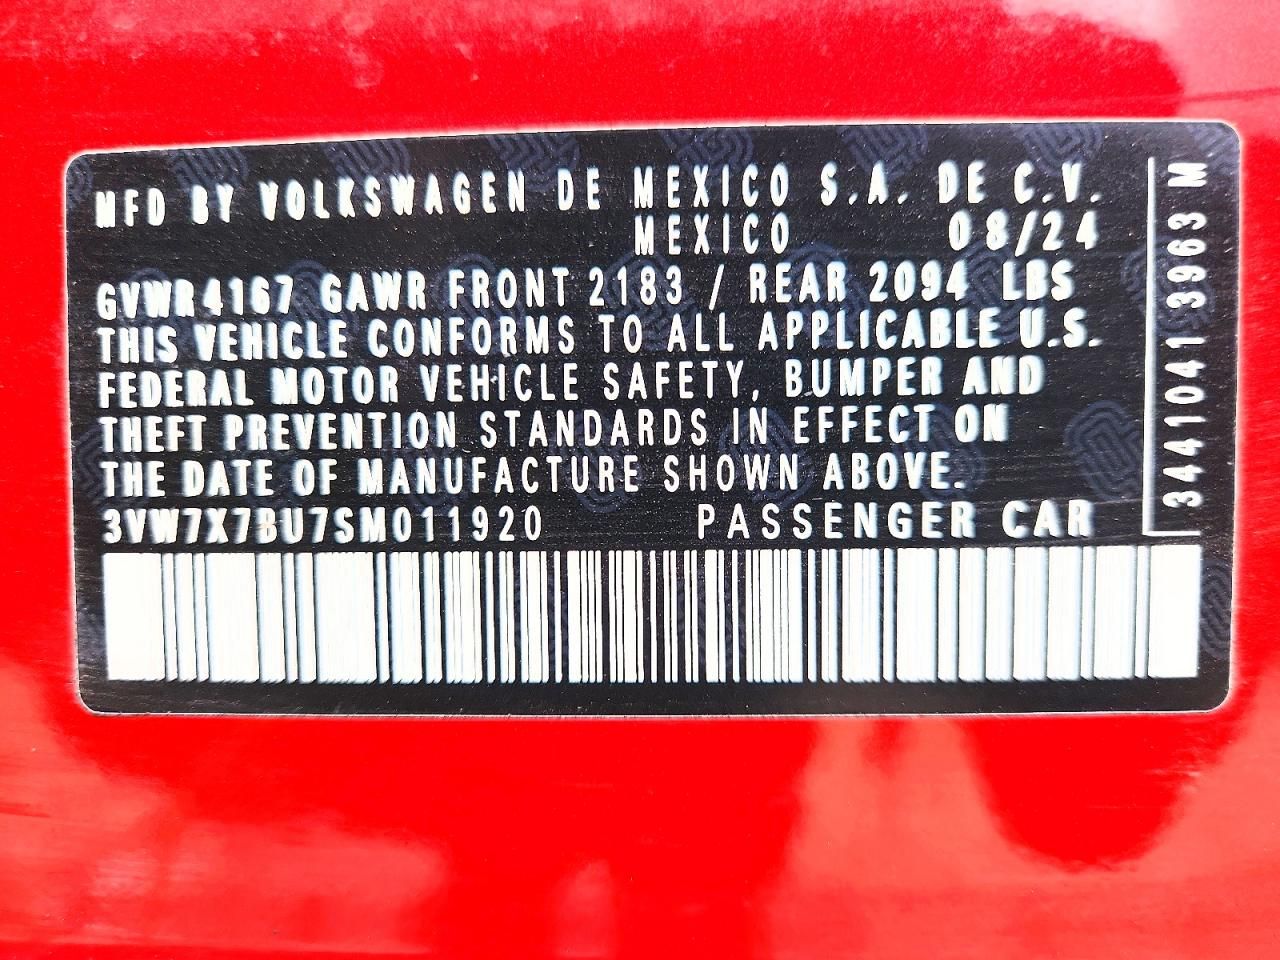 MFD BY VOLKSWAGEN DE MEXICO S.A. DE C.V.
MEXICO 08/24
GVWR 4167 GAWR FRONT 2183 / REAR 2094 LBS
THIS VEHICLE CONFORMS TO ALL APPLICABLE U.S.
FEDERAL MOTOR VEHICLE SAFETY, BUMPER AND
THEFT PREVENTION STANDARDS IN EFFECT ON
THE DATE OF MANUFACTURE SHOWN ABOVE.
3VW7X7BU7SM011920 PASSENGER CAR
3441041 3963 M